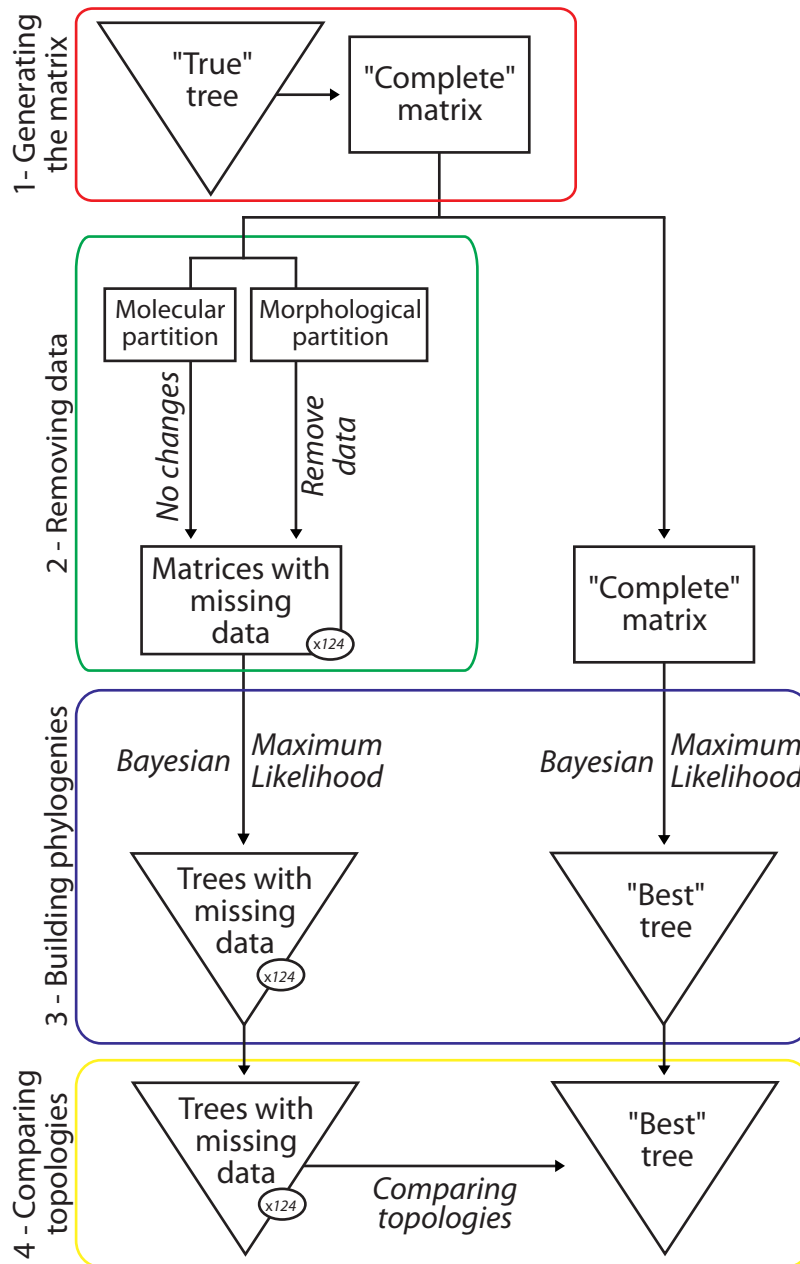 1- Generating
the matrix
"True"
tree
"Complete"
matrix
2 - Removing data
Molecular
partition
Morphological
partition
No changes
Remove
data
Matrices with
missing
data
x124
"Complete"
matrix
3 - Building phylogenies
Bayesian
Maximum
Likelihood
Bayesian
Maximum
Likelihood
Trees with
missing
data
x124
"Best"
tree
4 - Comparing
topologies
Trees with
missing
data
x124
Comparing
topologies
"Best"
tree